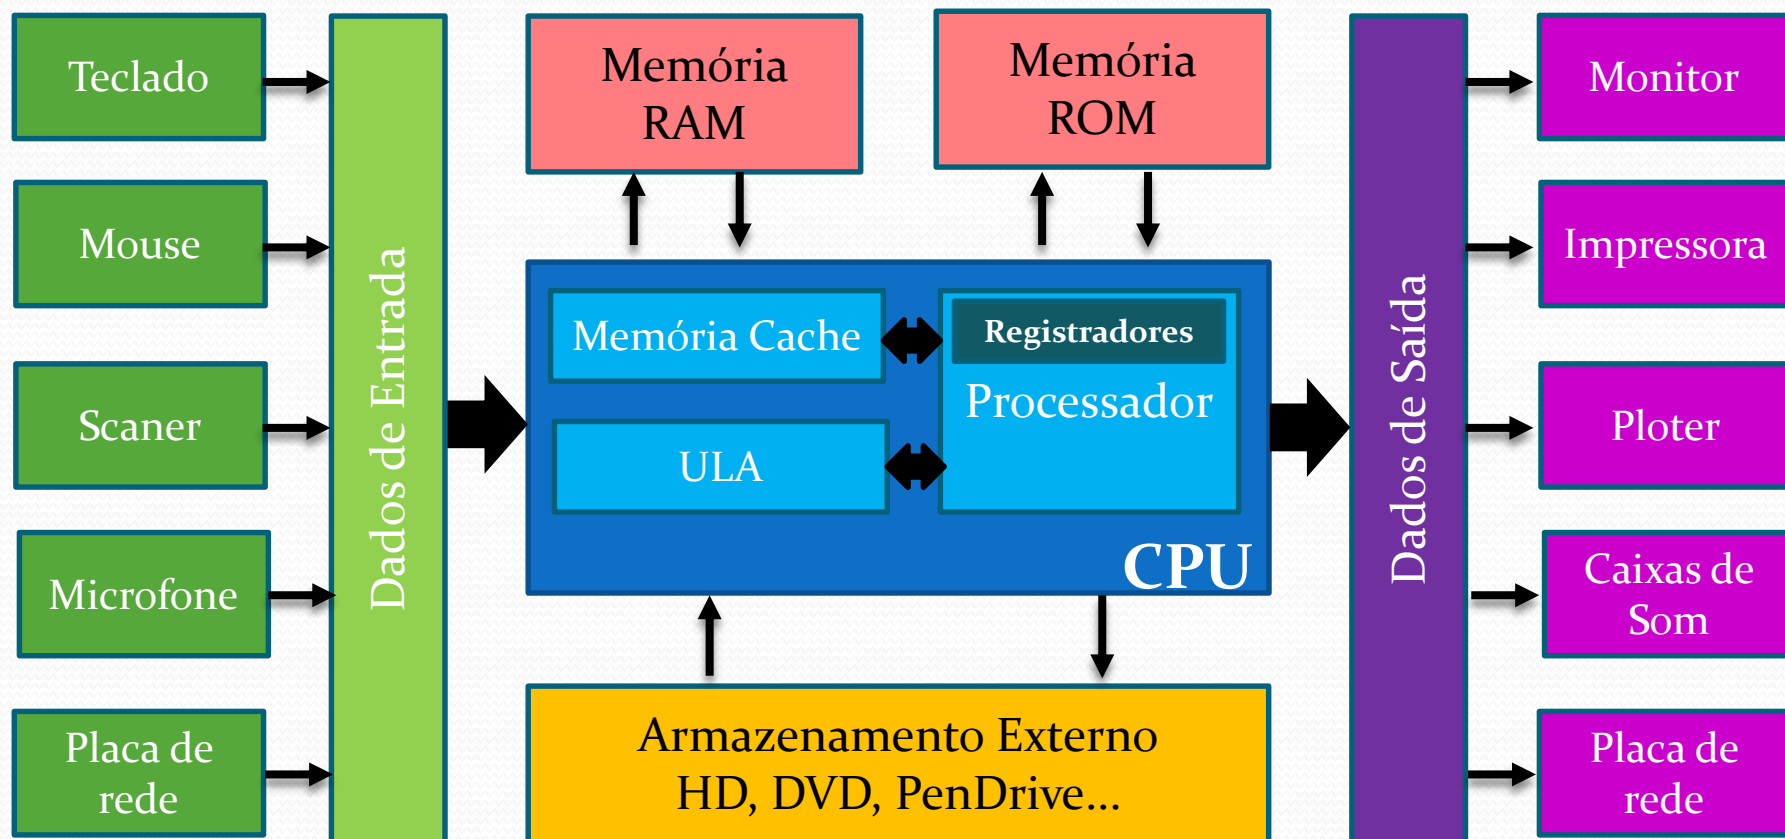 Teclado
Mouse
Scaner
Microfone
Placa de
rede
Dados de Entrada
Memória
RAM
Memória
ROM
Memória Cache
Registradores
Processador
ULA
CPU
Armazenamento Externo
HD, DVD, PenDrive...
Dados de Saída
Monitor
Impressora
Ploter
Caixas de
Som
Placa de
rede